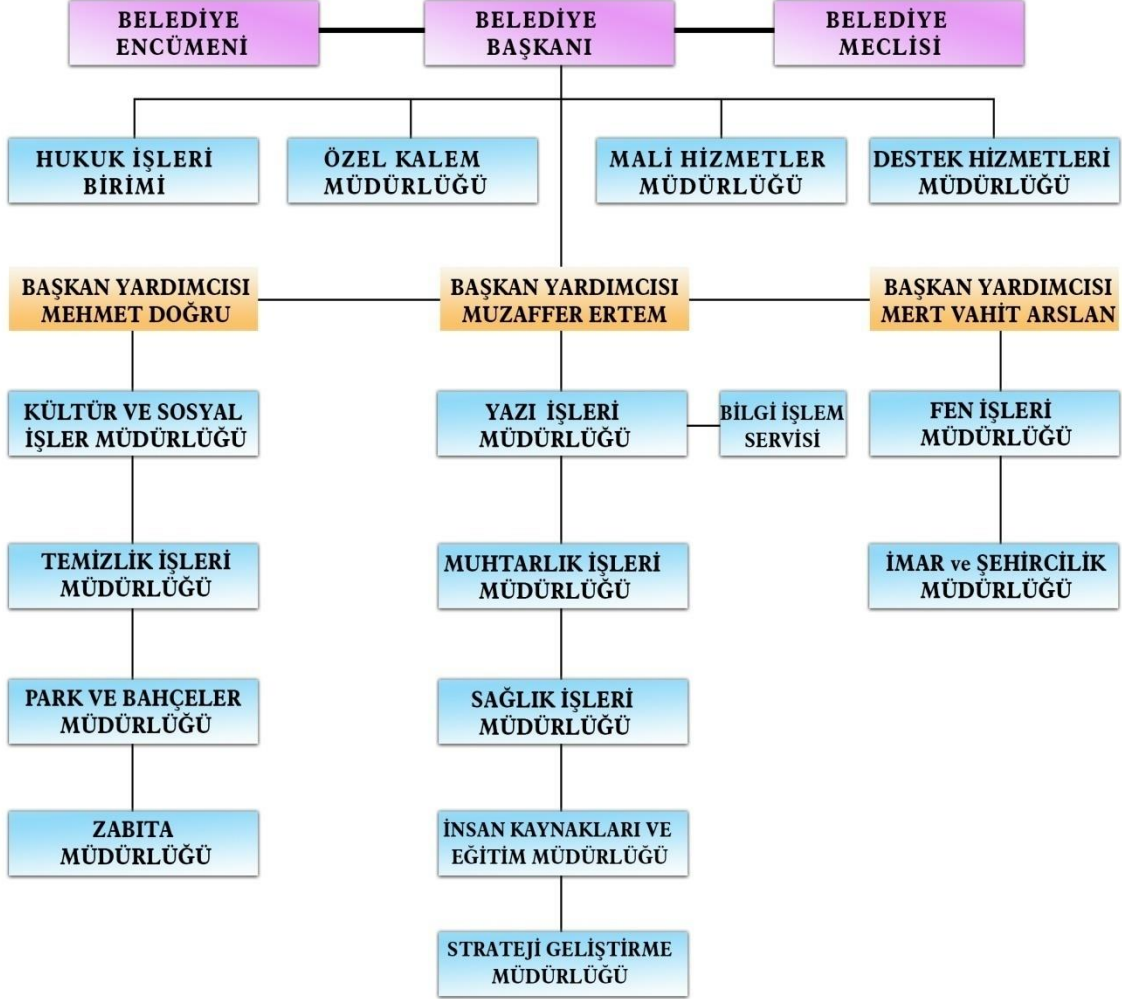 BELEDİYE
ENCÜMENİ
BELEDİYE
BAŞKANI
BELEDİYE
MECLİSİ
HUKUK İŞLERİ
BİRİMİ
ÖZEL KALEM
MÜDÜRLÜĞÜ
MALİ HİZMETLER
MÜDÜRLÜĞÜ
DESTEK HİZMETLERİ
MÜDÜRLÜĞÜ
BAŞKAN YARDIMCISI
MEHMET DOĞRU
BAŞKAN YARDIMCISI
MUZAFFER ERTEM
BAŞKAN YARDIMCISI
MERT VAHİT ARSLAN
KÜLTÜR VE SOSYAL
İŞLER MÜDÜRLÜĞÜ
YAZI İŞLERİ
MÜDÜRLÜĞÜ
BİLGİ İŞLEM
SERVİSİ
FEN İŞLERİ
MÜDÜRLÜĞÜ
TEMİZLİK İŞLERİ
MÜDÜRLÜĞÜ
MUHTARLIK İŞLERİ
MÜDÜRLÜĞÜ
İMAR ve ŞEHİRCİLİK
MÜDÜRLÜĞÜ
PARK VE BAHÇELER
MÜDÜRLÜĞÜ
SAĞLIK İŞLERİ
MÜDÜRLÜĞÜ
ZABITA
MÜDÜRLÜĞÜ
İNSAN KAYNAKLARI VE
EĞİTİM MÜDÜRLÜĞÜ
STRATEJİ GELİŞTİRME
MÜDÜRLÜĞÜ